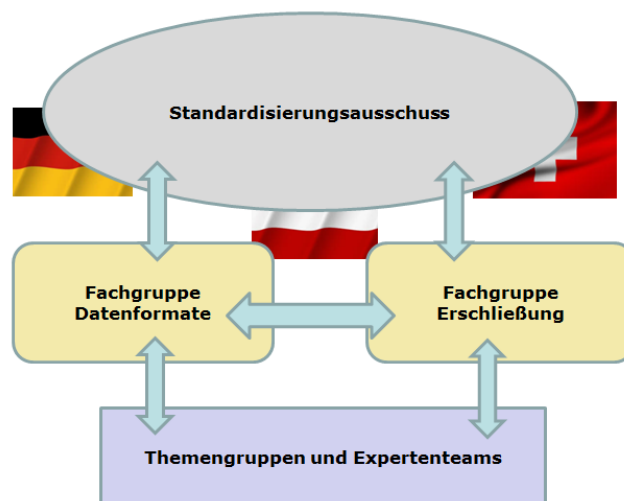 Standardisierungsausschuss
Fachgruppe
Datenformate
Fachgruppe
Erschließung
Themengruppen und Expertenteams